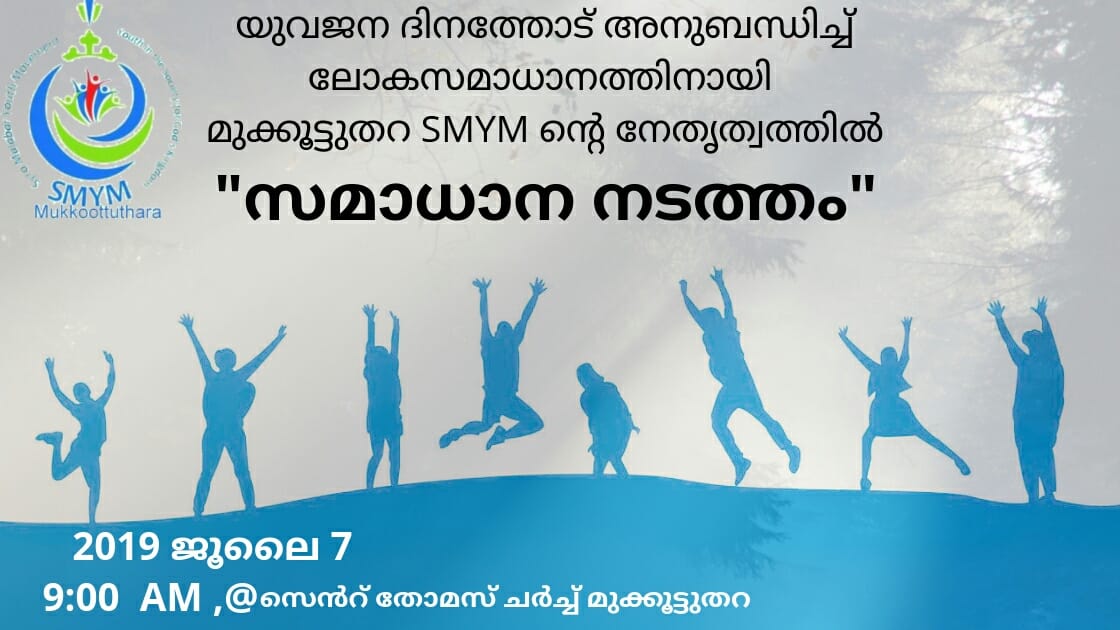 യുവജന ദിനത്തോട് അനുബന്ധിച്ച്
ലോകസമാധാനത്തിനായി
മുക്കൂട്ടുതറ SMYM ന്റെ നേതൃത്വത്തിൽ
"സമാധാന നടത്തം"
SMYM
Mukkoottuthara
2019 ജൂലൈ 7
9:00 AM ,@സെൻറ് തോമസ് ചർച്ച് മുക്കൂട്ടുതറ